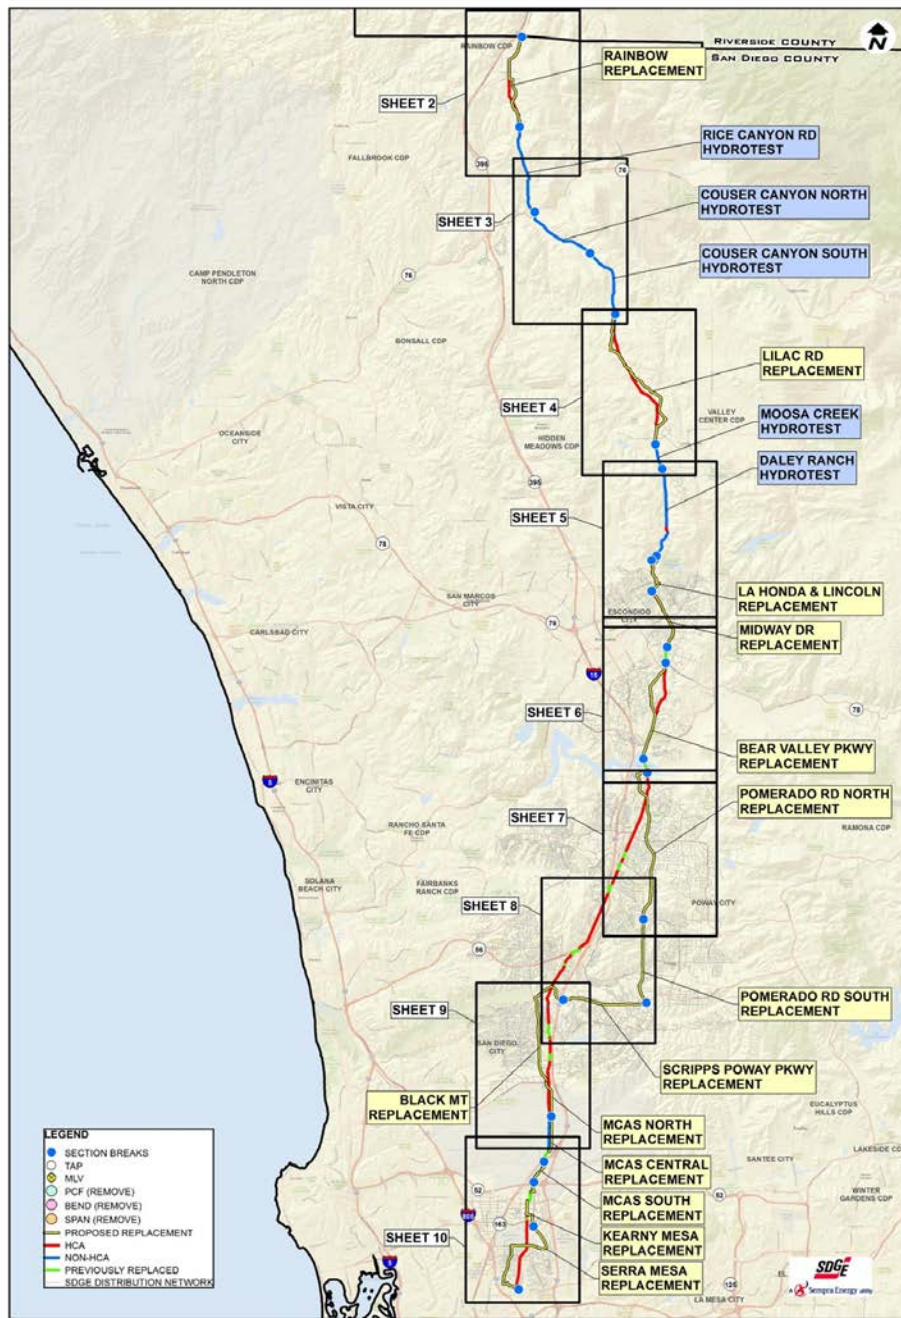 RIVERSIDE COUNTY
SAN DIEGO COUNTY
N
RAINBOW CDP
RAINBOW
REPLACEMENT
SHEET 2
RICE CANYON RD
HYDROTEST
FALLBROOK CDP
395
76
COUSER CANYON NORTH
HYDROTEST
SHEET 3
COUSER CANYON SOUTH
HYDROTEST
CAMP PENDLETON
NORTH CDP
76
BONSALL CDP
LILAC RD
REPLACEMENT
SHEET 4
VALLEY
CENTER CDP
MOOSA CREEK
HYDROTEST
OCEANSIDE
CITY
HIDDEN
MEADOWS CDP
DALEY RANCH
HYDROTEST
395
VISTA CITY
SHEET 5
78
LA HONDA & LINCOLN
REPLACEMENT
SAN MARCOS
CITY
ESCONDIDO
CITY
78
CARLSBAD CITY
MIDWAY DR
REPLACEMENT
15
SHEET 6
78
BEAR VALLEY PKWY
REPLACEMENT
ENCINITAS
CITY
5
POMERADO RD NORTH
REPLACEMENT
SHEET 7
RANCHO SANTA
FE CDP
RAMONA CDP
SOLANA
BEACH CITY
FAIRBANKS
RANCH CDP
SHEET 8
POWAY CITY
56
SHEET 9
POMERADO RD SOUTH
REPLACEMENT
SAN DIEGO
CITY
SCRIPPS POWAY PKWY
REPLACEMENT
BLACK MT
REPLACEMENT
EUCALYPTUS
HILLS CDP
MCAS NORTH
REPLACEMENT
LAKESIDE CD
MCAS CENTRAL
REPLACEMENT
SANTEE CITY
52
52
MCAS SOUTH
REPLACEMENT
WINTER
GARDENS CDP
805
163
SHEET 10
KEARNY MESA
REPLACEMENT
SERRA MESA
REPLACEMENT
5
125
LA MESA CITY
LEGEND
SECTION BREAKS
TAP
MLV
PCF (REMOVE)
BEND (REMOVE)
SPAN (REMOVE)
PROPOSED REPLACEMENT
HCA
NON-HCA
PREVIOUSLY REPLACED
SDGE DISTRIBUTION NETWORK
SDGE
A Sempra Energy utility